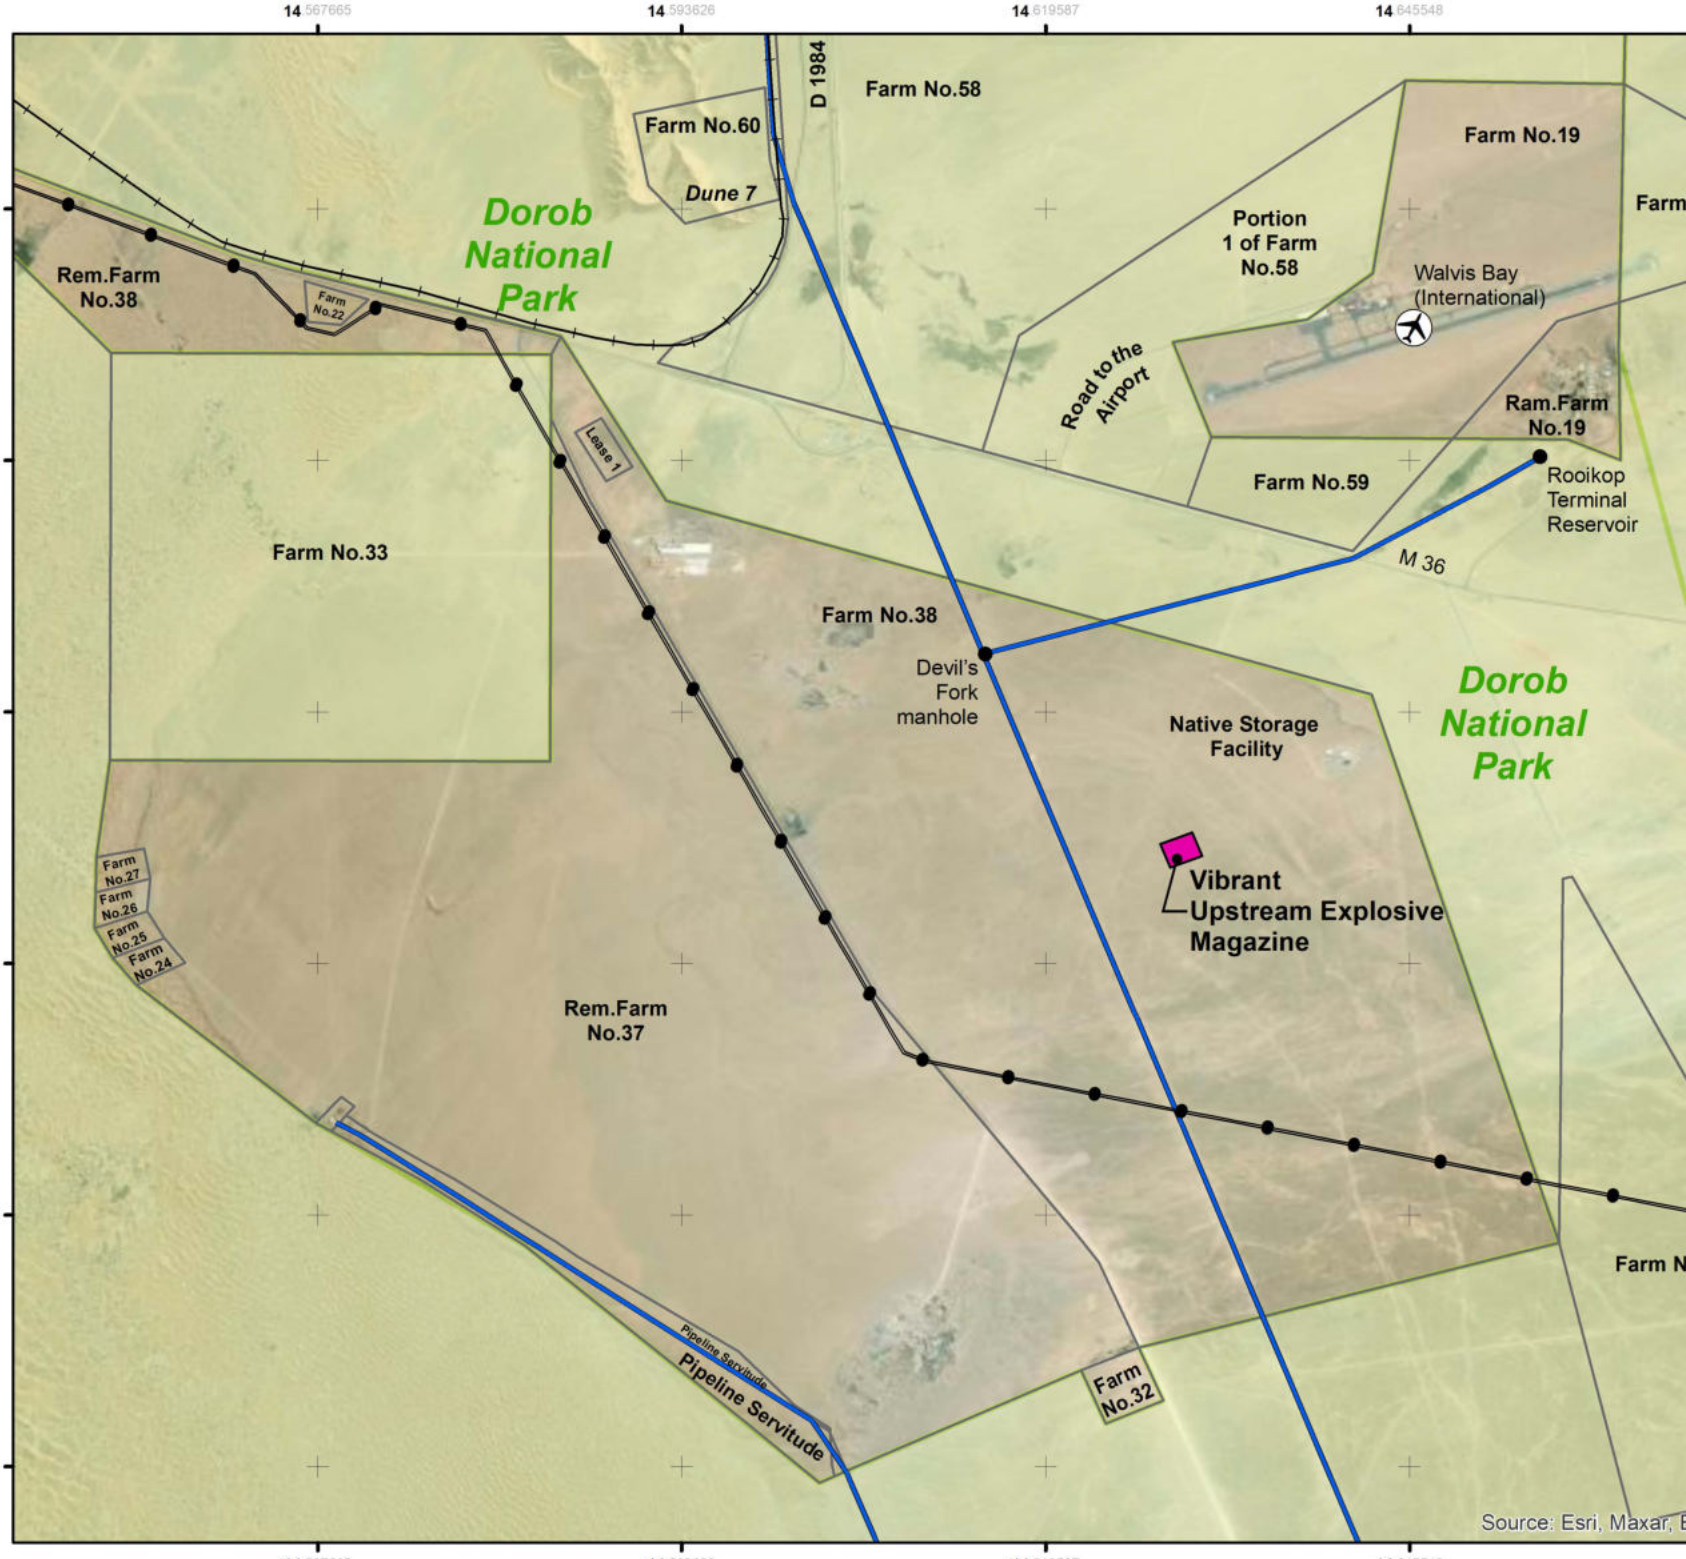 14.567665
14.593626
14.619587
14.645548
D 1984
Farm No.58
Farm No.60
Dune 7
Farm No.19
Farm
Dorob
National
Park
Portion
1 of Farm
No.58
Rem.Farm
No.38
Farm
No.22
Walvis Bay
(International)
Road to the
Airport
Ram.Farm
No.19
Lease 1
Farm No.59
Rooikop
Terminal
Reservoir
Farm No.33
M 36
Farm No.38
Devil's
Fork
manhole
Native Storage
Facility
Dorob
National
Park
Vibrant
Upstream Explosive
Magazine
Farm
No.27
Farm
No.26
Farm
No.25
Farm
No.24
Rem.Farm
No.37
Farm N
Pipeline Servitude
Pipeline Servitude
Farm
No.32
Source: Esri, Maxar, E